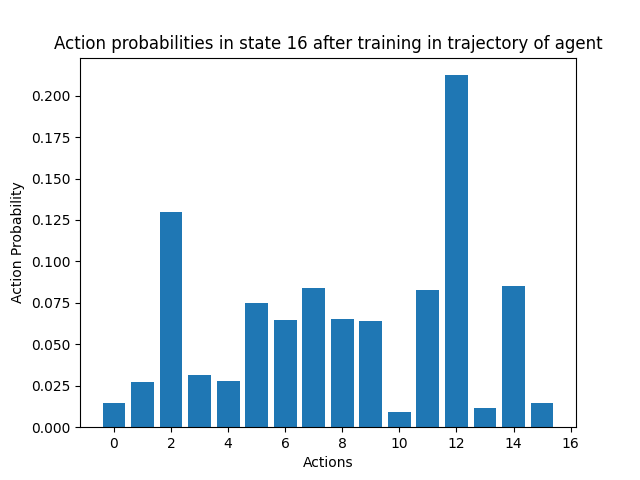 Action probabilities in state 16 after training in trajectory of agent
0.200
0.175
0.150
0.125
0.100
0.075
0.050
0.025
0.000
Action Probability
0 2 4 6 8 10 12 14 16
Actions